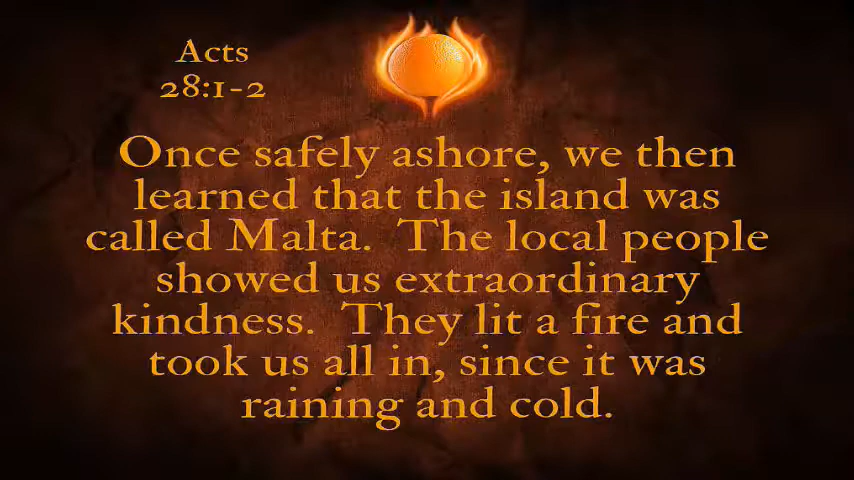 Acts
28:1-2
Once safely ashore, we then
learned that the island was
called Malta.  The local people
showed us extraordinary
kindness.  They lit a fire and
took us all in, since it was
raining and cold.